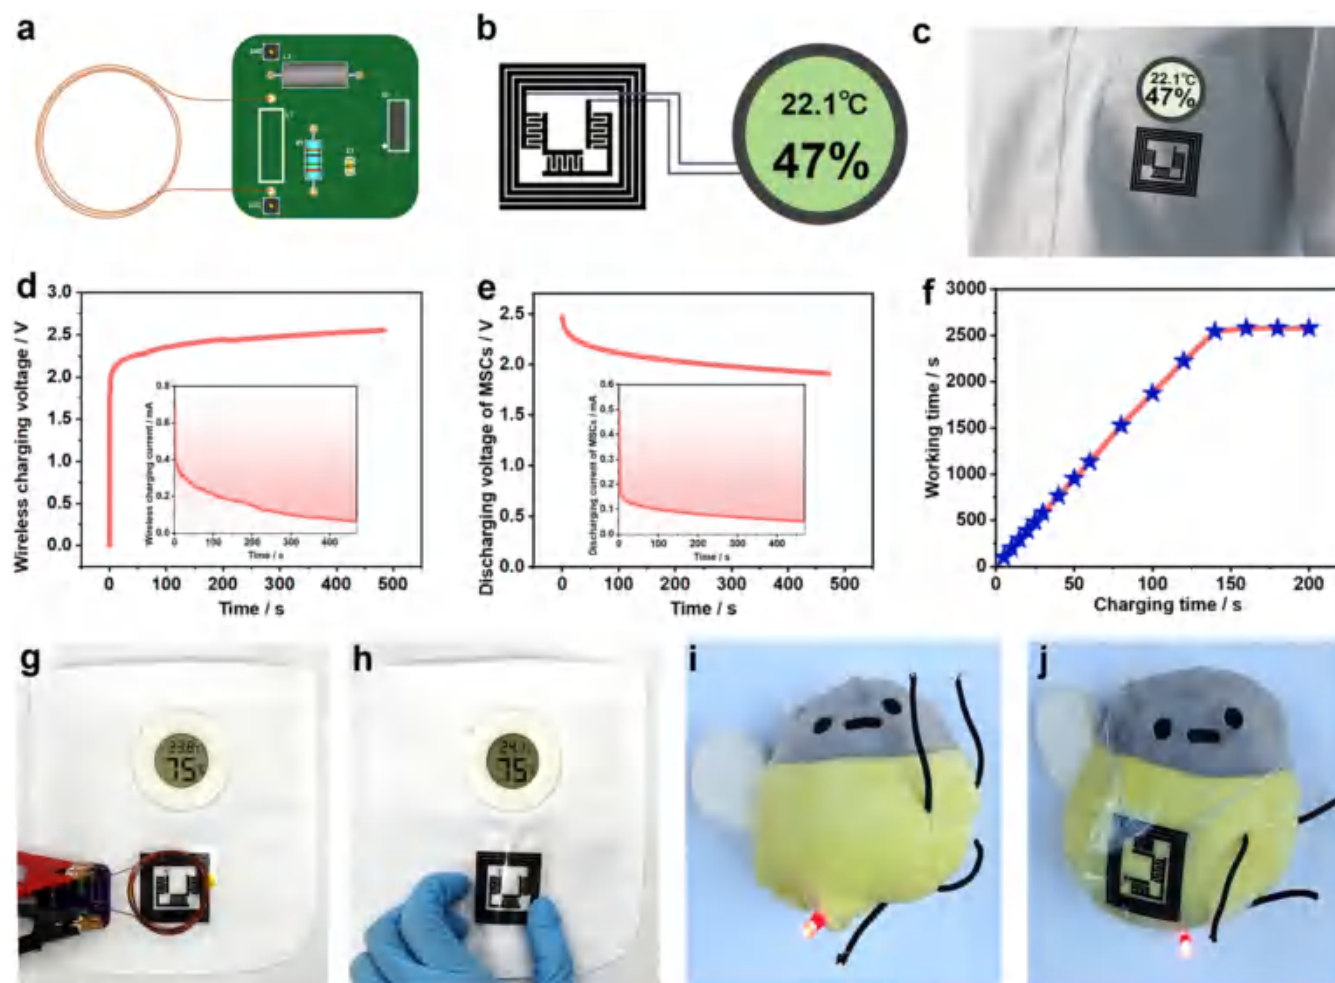 a
b
c
22.1°C
47%
22.1°C
47%
d
3.0
2.5
2.0
1.5
1.0
0.5
0.0
Wireless charging voltage / V
0 100 200 300 400 500
Time / s
0.8
0.6
0.4
0.2
0.0
Wireless charging current / mA
0 100 200 300 400
Time / s
e
2.5
2.0
1.5
1.0
0.5
0.0
Discharging voltage of MSCs / V
0 100 200 300 400 500
Time / s
0.6
0.5
0.4
0.3
0.2
0.1
0.0
Discharging current of MSCs / mA
0 100 200 300 400
Time / s
f
3000
2500
2000
1500
1000
500
0
Working time / s
0 50 100 150 200
Charging time / s
g
23.8
75
h
24.1
75
i
j